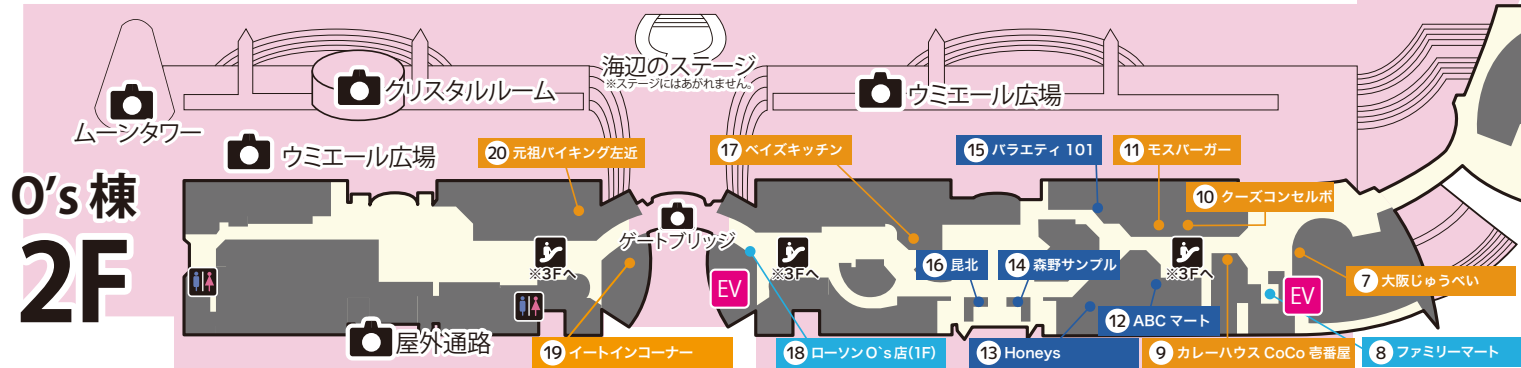 海辺のステージ
※ステージにはあがれません。
クリスタルルーム
ウミエール広場
ムーンタワー
ウミエール広場
O's 棟
2F
20 元祖バイキング左近
17 ベイズキッチン
15 バラエティ 101
11 モスバーガー
10 クーズコンセルボ
ゲートブリッジ
※3Fへ
※3Fへ
※3Fへ
16 昆北
14 森野サンプル
7 大阪じゅうべい
EV
EV
12 ABC マート
屋外通路
19 イートインコーナー
18 ローソン O`s 店(1F)
13 Honeys
9 カレーハウス CoCo 壱番屋
8 ファミリーマート